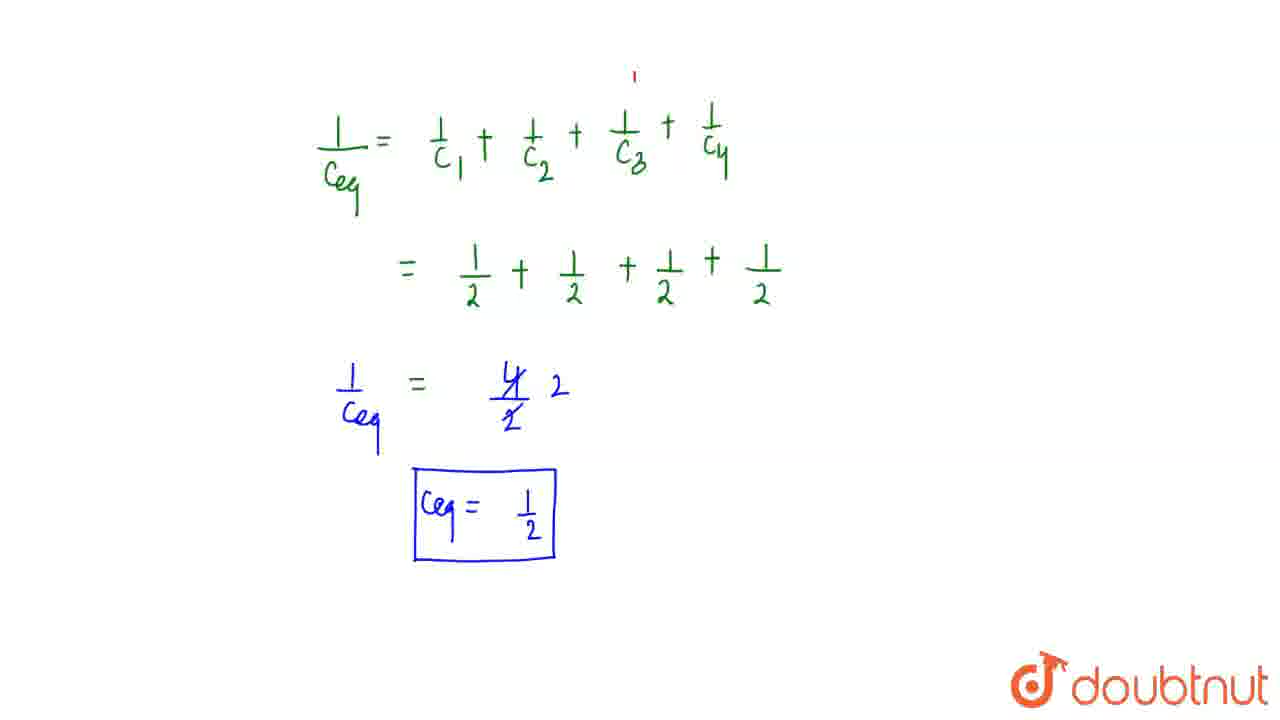 1/Ceq = 1/C1 + 1/C2 + 1/C3 + 1/C4
= 1/2 + 1/2 + 1/2 + 1/2
1/Ceq = 4/2 2
Ceq = 1/2
doubtnut